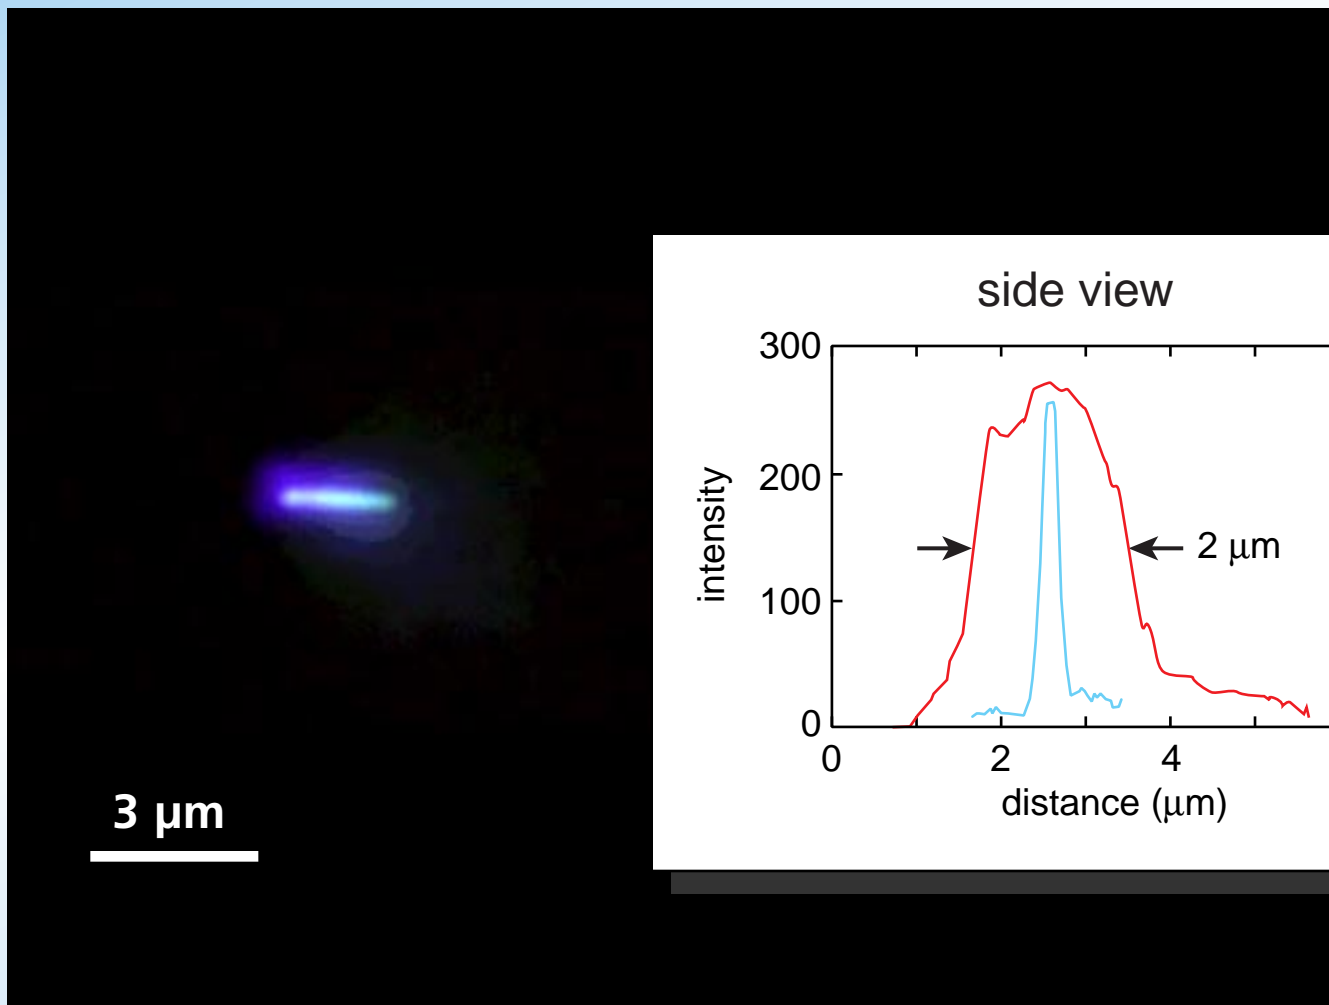 side view
300
200
100
0
intensity
2 μm
0 2 4
distance (μm)
3 μm